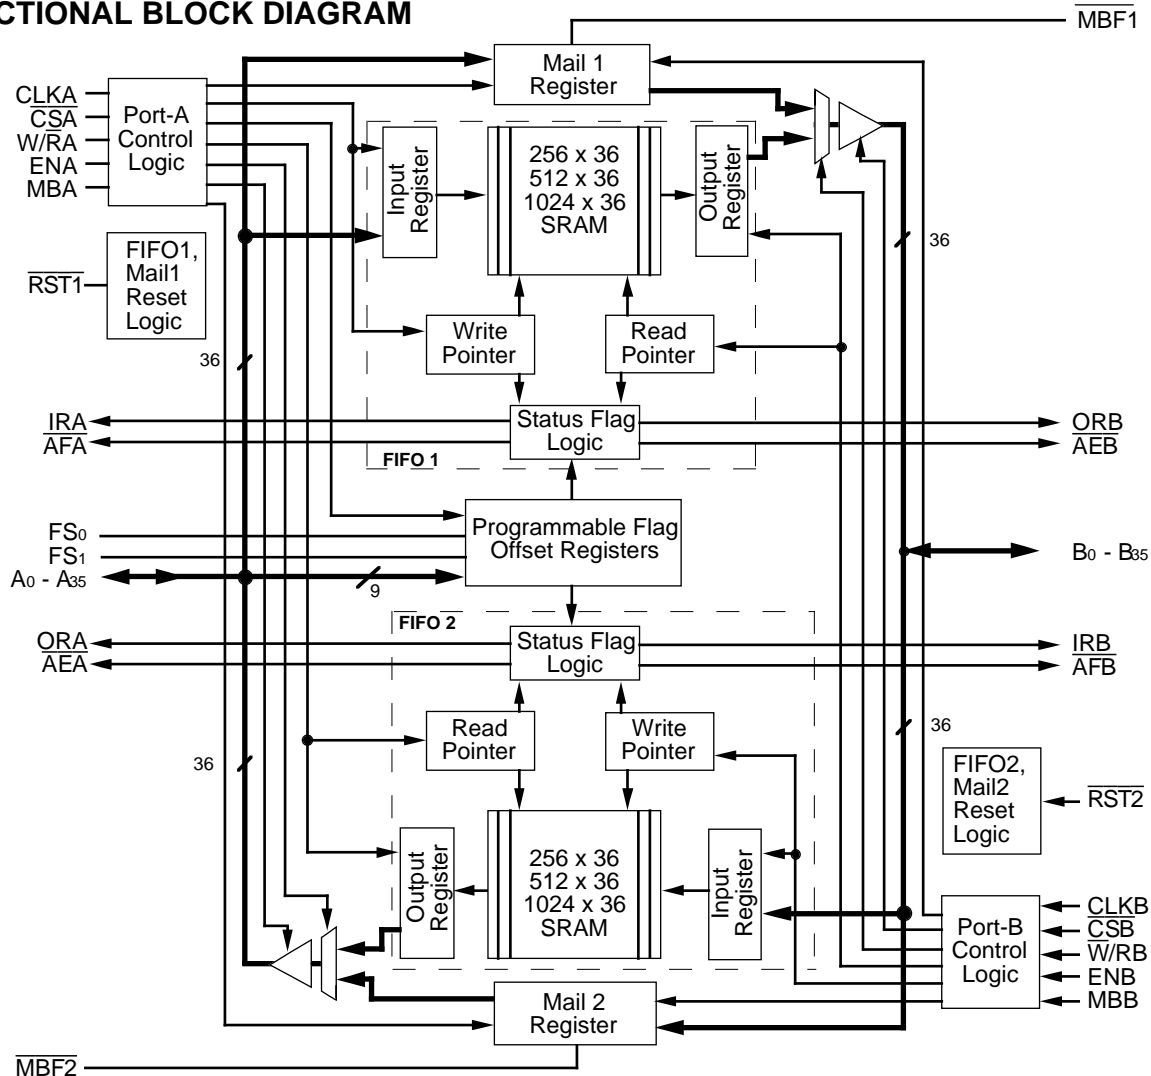 CTIONAL BLOCK DIAGRAM
MBF1
Mail 1
Register
CLKA
CSA
W/RA
ENA
MBA
Port-A
Control
Logic
Input
Register
256 x 36
512 x 36
1024 x 36
SRAM
Output
Register
36
RST1
FIFO1,
Mail1
Reset
Logic
Write
Pointer
Read
Pointer
36
IRA
AFA
Status Flag
Logic
ORB
AEB
FIFO 1
FS0
FS1
A0 - A35
Programmable Flag
Offset Registers
9
B0 - B35
FIFO 2
ORA
AEA
Status Flag
Logic
IRB
AFB
Read
Pointer
Write
Pointer
36
36
FIFO2,
Mail2
Reset
Logic
RST2
Output
Register
256 x 36
512 x 36
1024 x 36
SRAM
Input
Register
Port-B
Control
Logic
CLKB
CSB
W/RB
ENB
MBB
Mail 2
Register
MBF2